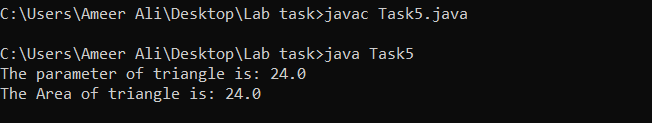 C:\Users\Ameer Ali\Desktop\Lab task>javac Task5.java
C:\Users\Ameer Ali\Desktop\Lab task>java Task5
The parameter of triangle is: 24.0
The Area of triangle is: 24.0